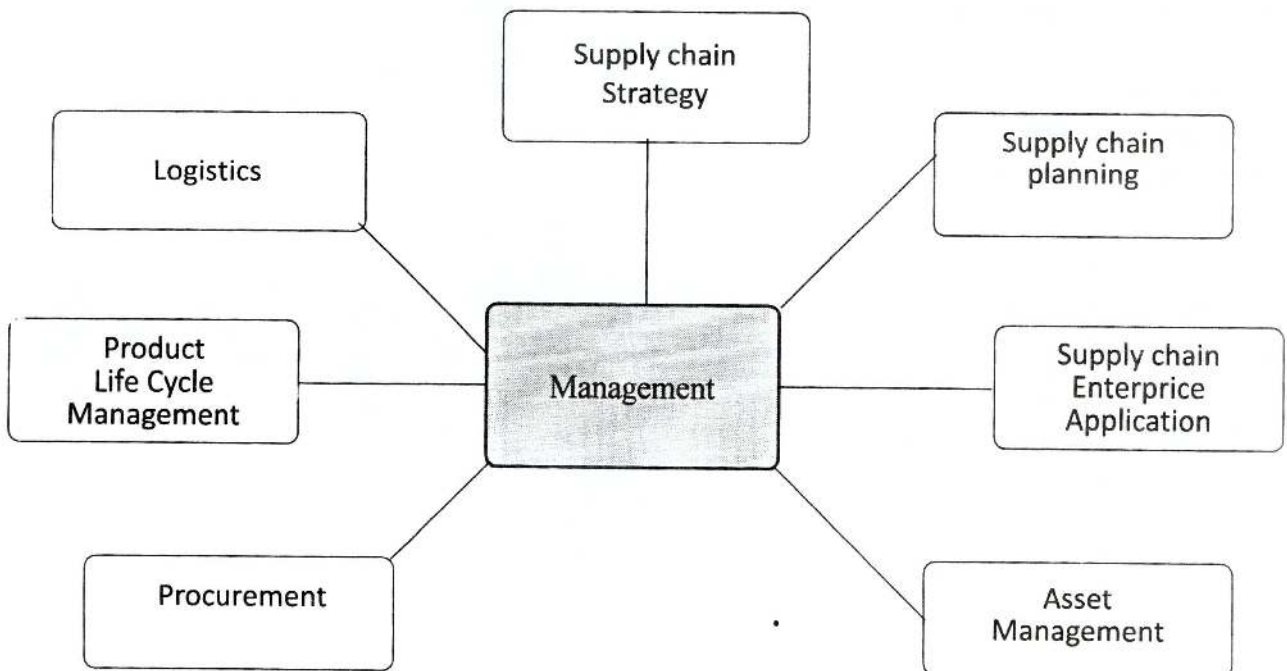 Supply chain
Strategy
Logistics
Supply chain
planning
Product
Life Cycle
Management
Management
Supply chain
Enterprice
Application
Procurement
Asset
Management